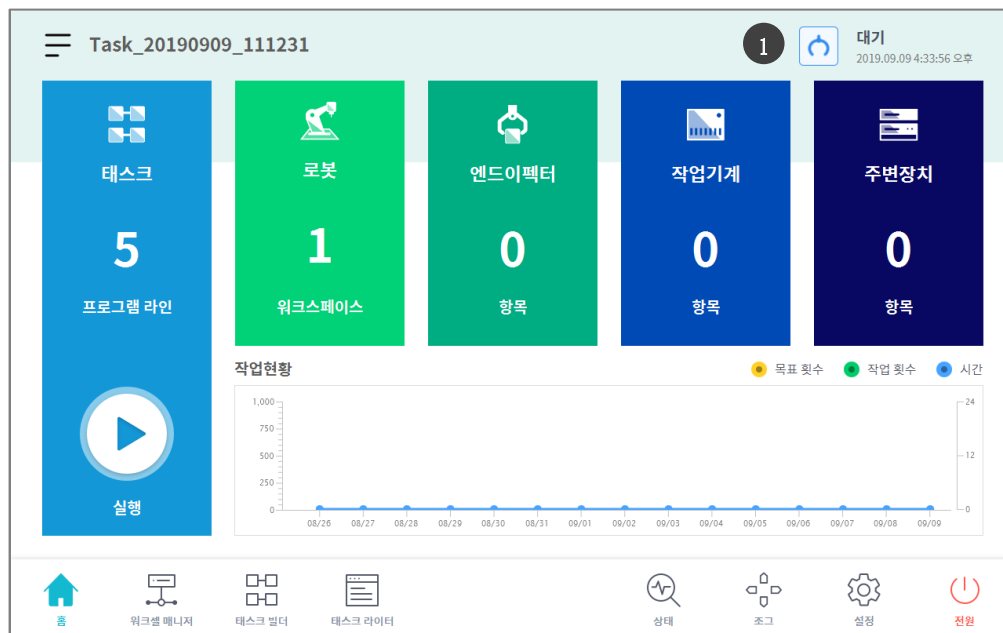 Task_20190909_111231
1
대기
2019.09.09 4:33:56 오후
태스크
5
프로그램 라인
실행
로봇
1
워크스페이스
엔드이펙터
0
항목
작업기계
0
항목
주변장치
0
항목
작업현황
목표 횟수 작업 횟수 시간
1,000
750
500
250
0
24
12
0
08/26 08/27 08/28 08/29 08/30 08/31 09/01 09/02 09/03 09/04 09/05 09/06 09/07 09/08 09/09
홈 워크셀 매니저 태스크 빌더 태스크 라이터 상태 조그 설정 전원